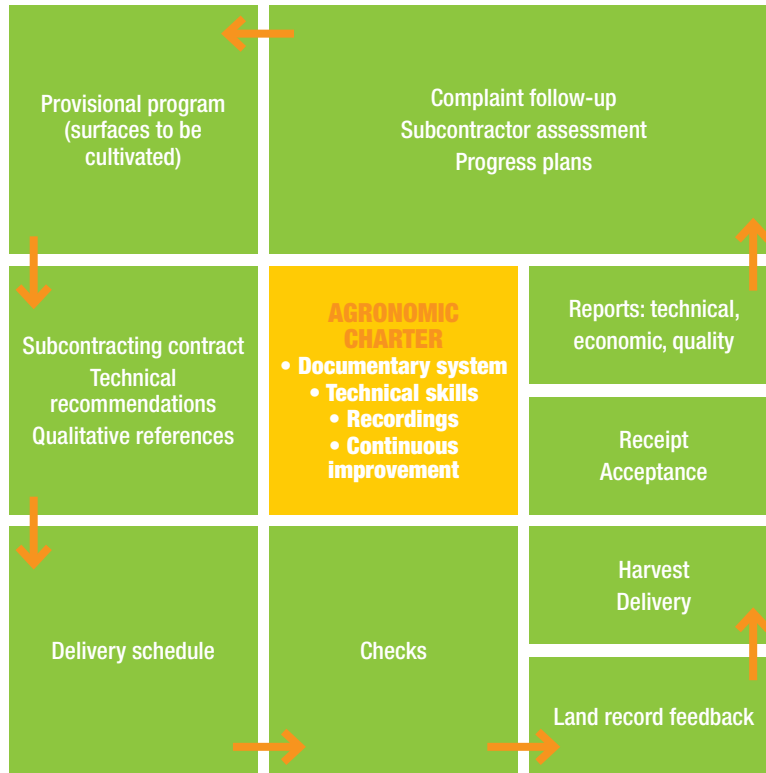 Provisional program
(surfaces to be
cultivated)
Complaint follow-up
Subcontractor assessment
Progress plans
Subcontracting contract
Technical
recommendations
Qualitative references
AGRONOMIC
CHARTER
• Documentary system
• Technical skills
• Recordings
• Continuous
improvement
Reports: technical,
economic, quality
Receipt
Acceptance
Harvest
Delivery
Delivery schedule
Checks
Land record feedback